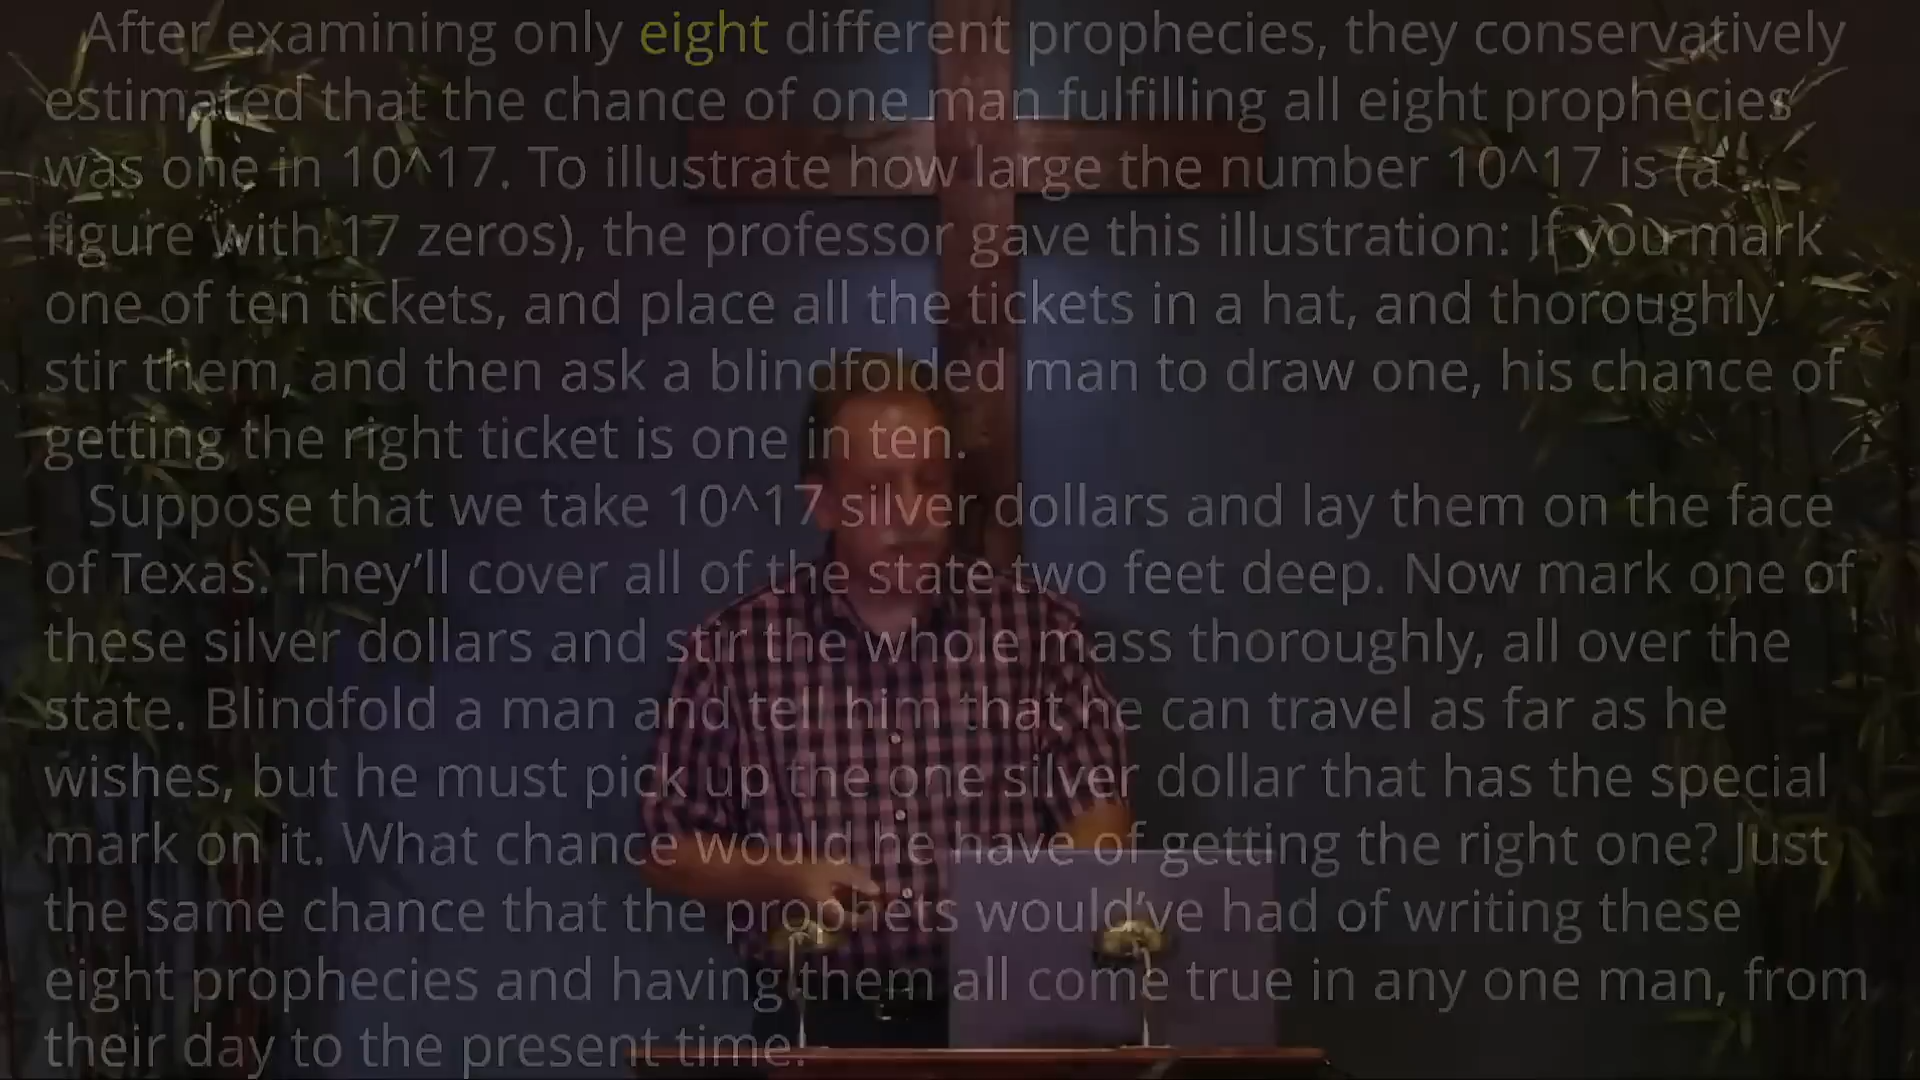 After examining only eight different prophecies, they conservatively
estimated that the chance of one man fulfilling all eight prophecies
was one in 10^17. To illustrate how large the number 10^17 is (a
figure with 17 zeros), the professor gave this illustration: If you mark
one of ten tickets, and place all the tickets in a hat, and thoroughly
stir them, and then ask a blindfolded man to draw one, his chance of
getting the right ticket is one in ten.
Suppose that we take 10^17 silver dollars and lay them on the face
of Texas. They’ll cover all of the state two feet deep. Now mark one of
these silver dollars and stir the whole mass thoroughly, all over the
state. Blindfold a man and tell him that he can travel as far as he
wishes, but he must pick up the one silver dollar that has the special
mark on it. What chance would he have of getting the right one? Just
the same chance that the prophets would’ve had of writing these
eight prophecies and having them all come true in any one man, from
their day to the present time.